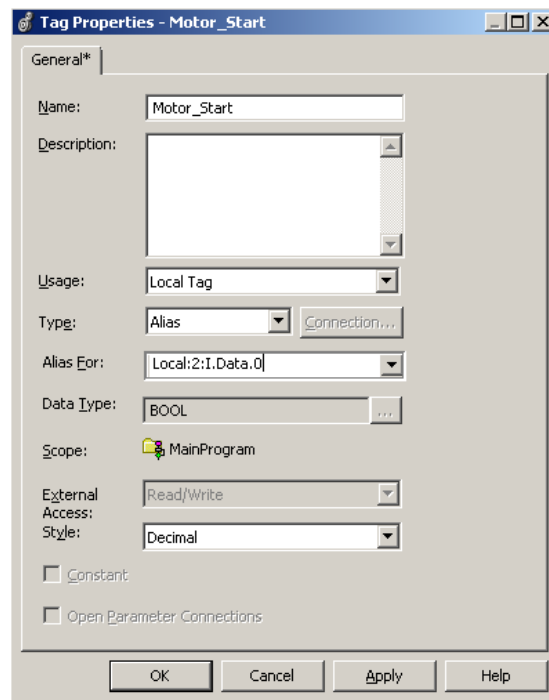 Tag Properties - Motor_Start
General*
Name: Motor_Start
Description:
Usage: Local Tag
Type: Alias Connection...
Alias For: Local:2:I.Data.0
Data Type: BOOL ...
Scope: MainProgram
External Access: Read/Write
Style: Decimal
Constant
Open Parameter Connections
OK Cancel Apply Help